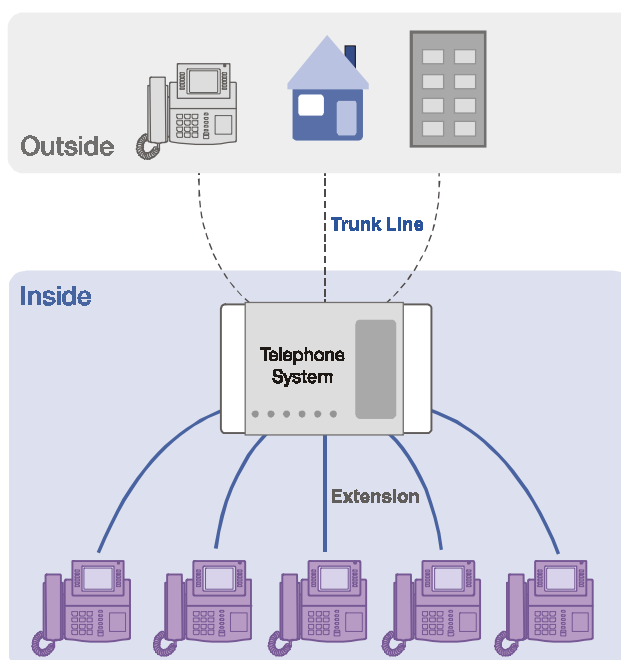 Outside
Trunk Line
Inside
Telephone
System
Extension